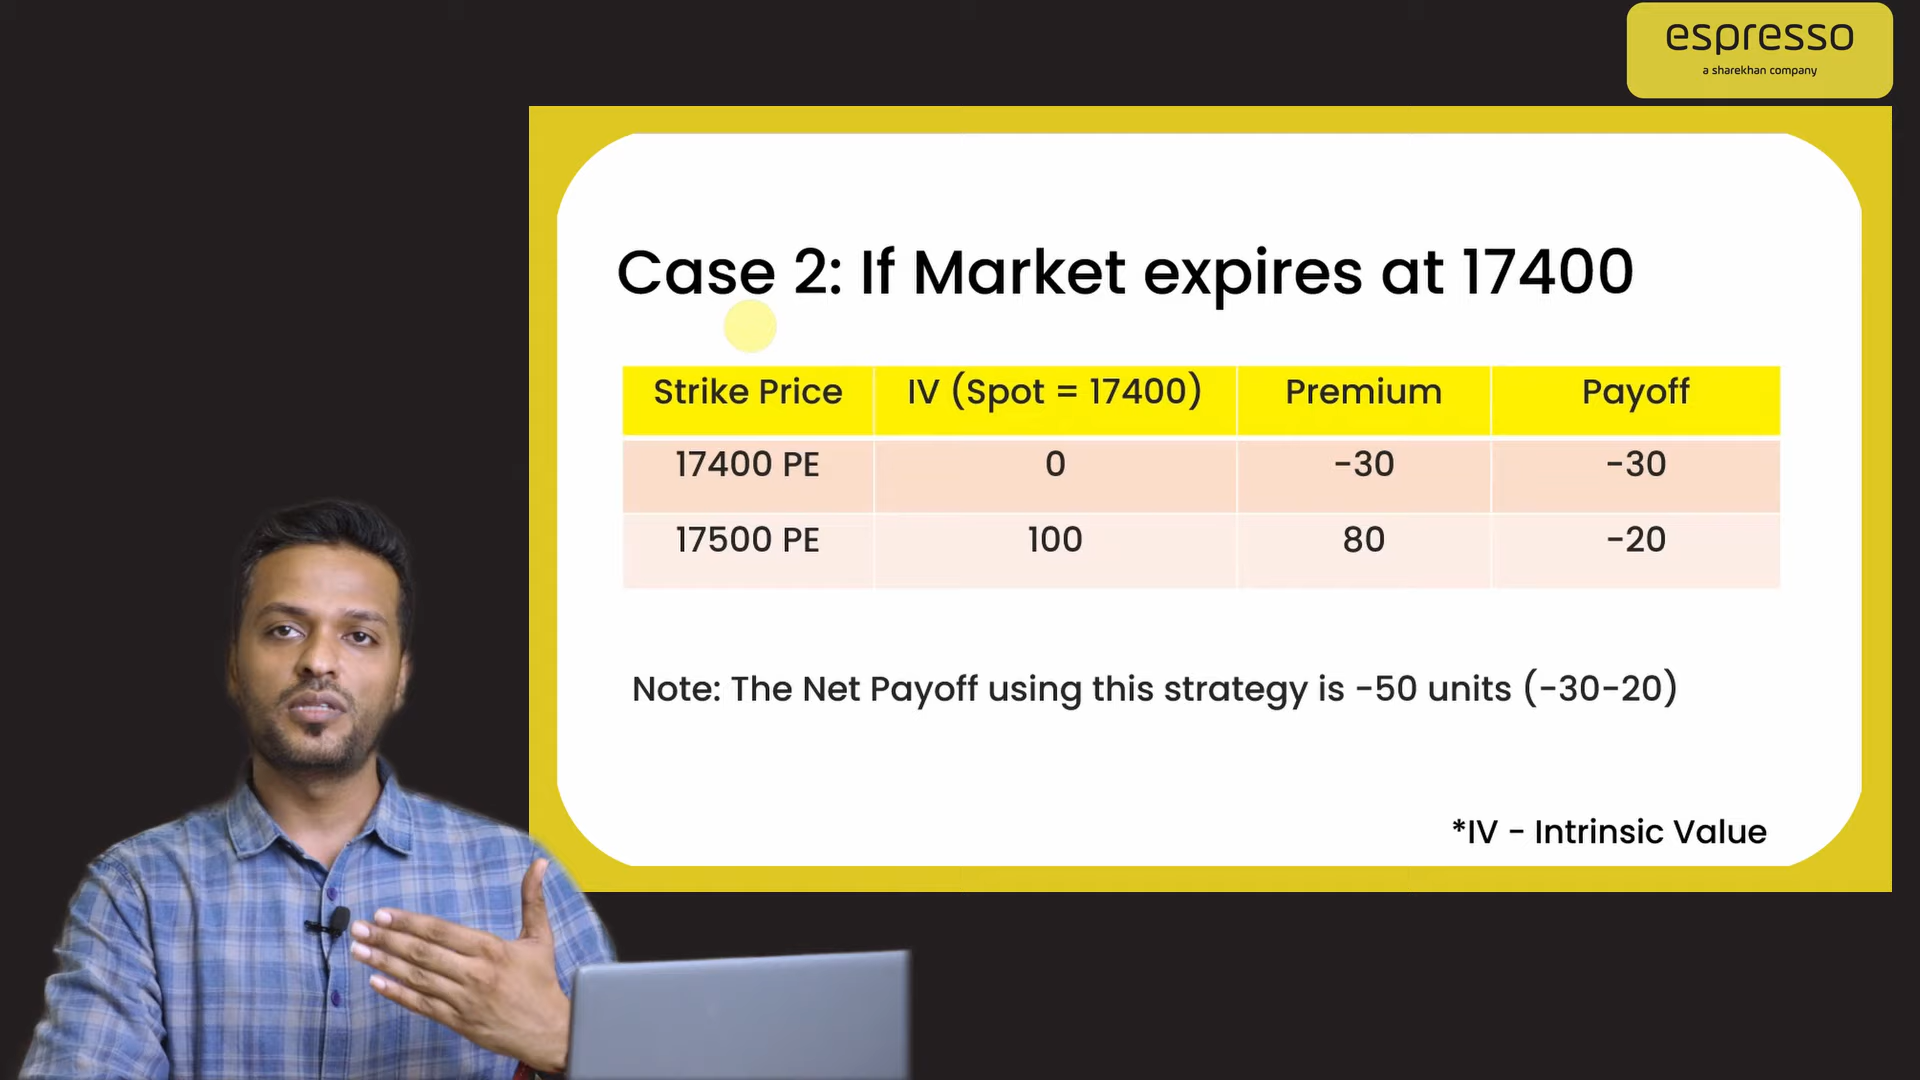 espresso
a sharekhan company
Case 2: If Market expires at 17400
Strike Price IV (Spot = 17400) Premium Payoff
17400 PE 0 -30 -30
17500 PE 100 80 -20
Note: The Net Payoff using this strategy is -50 units (-30-20)
*IV - Intrinsic Value